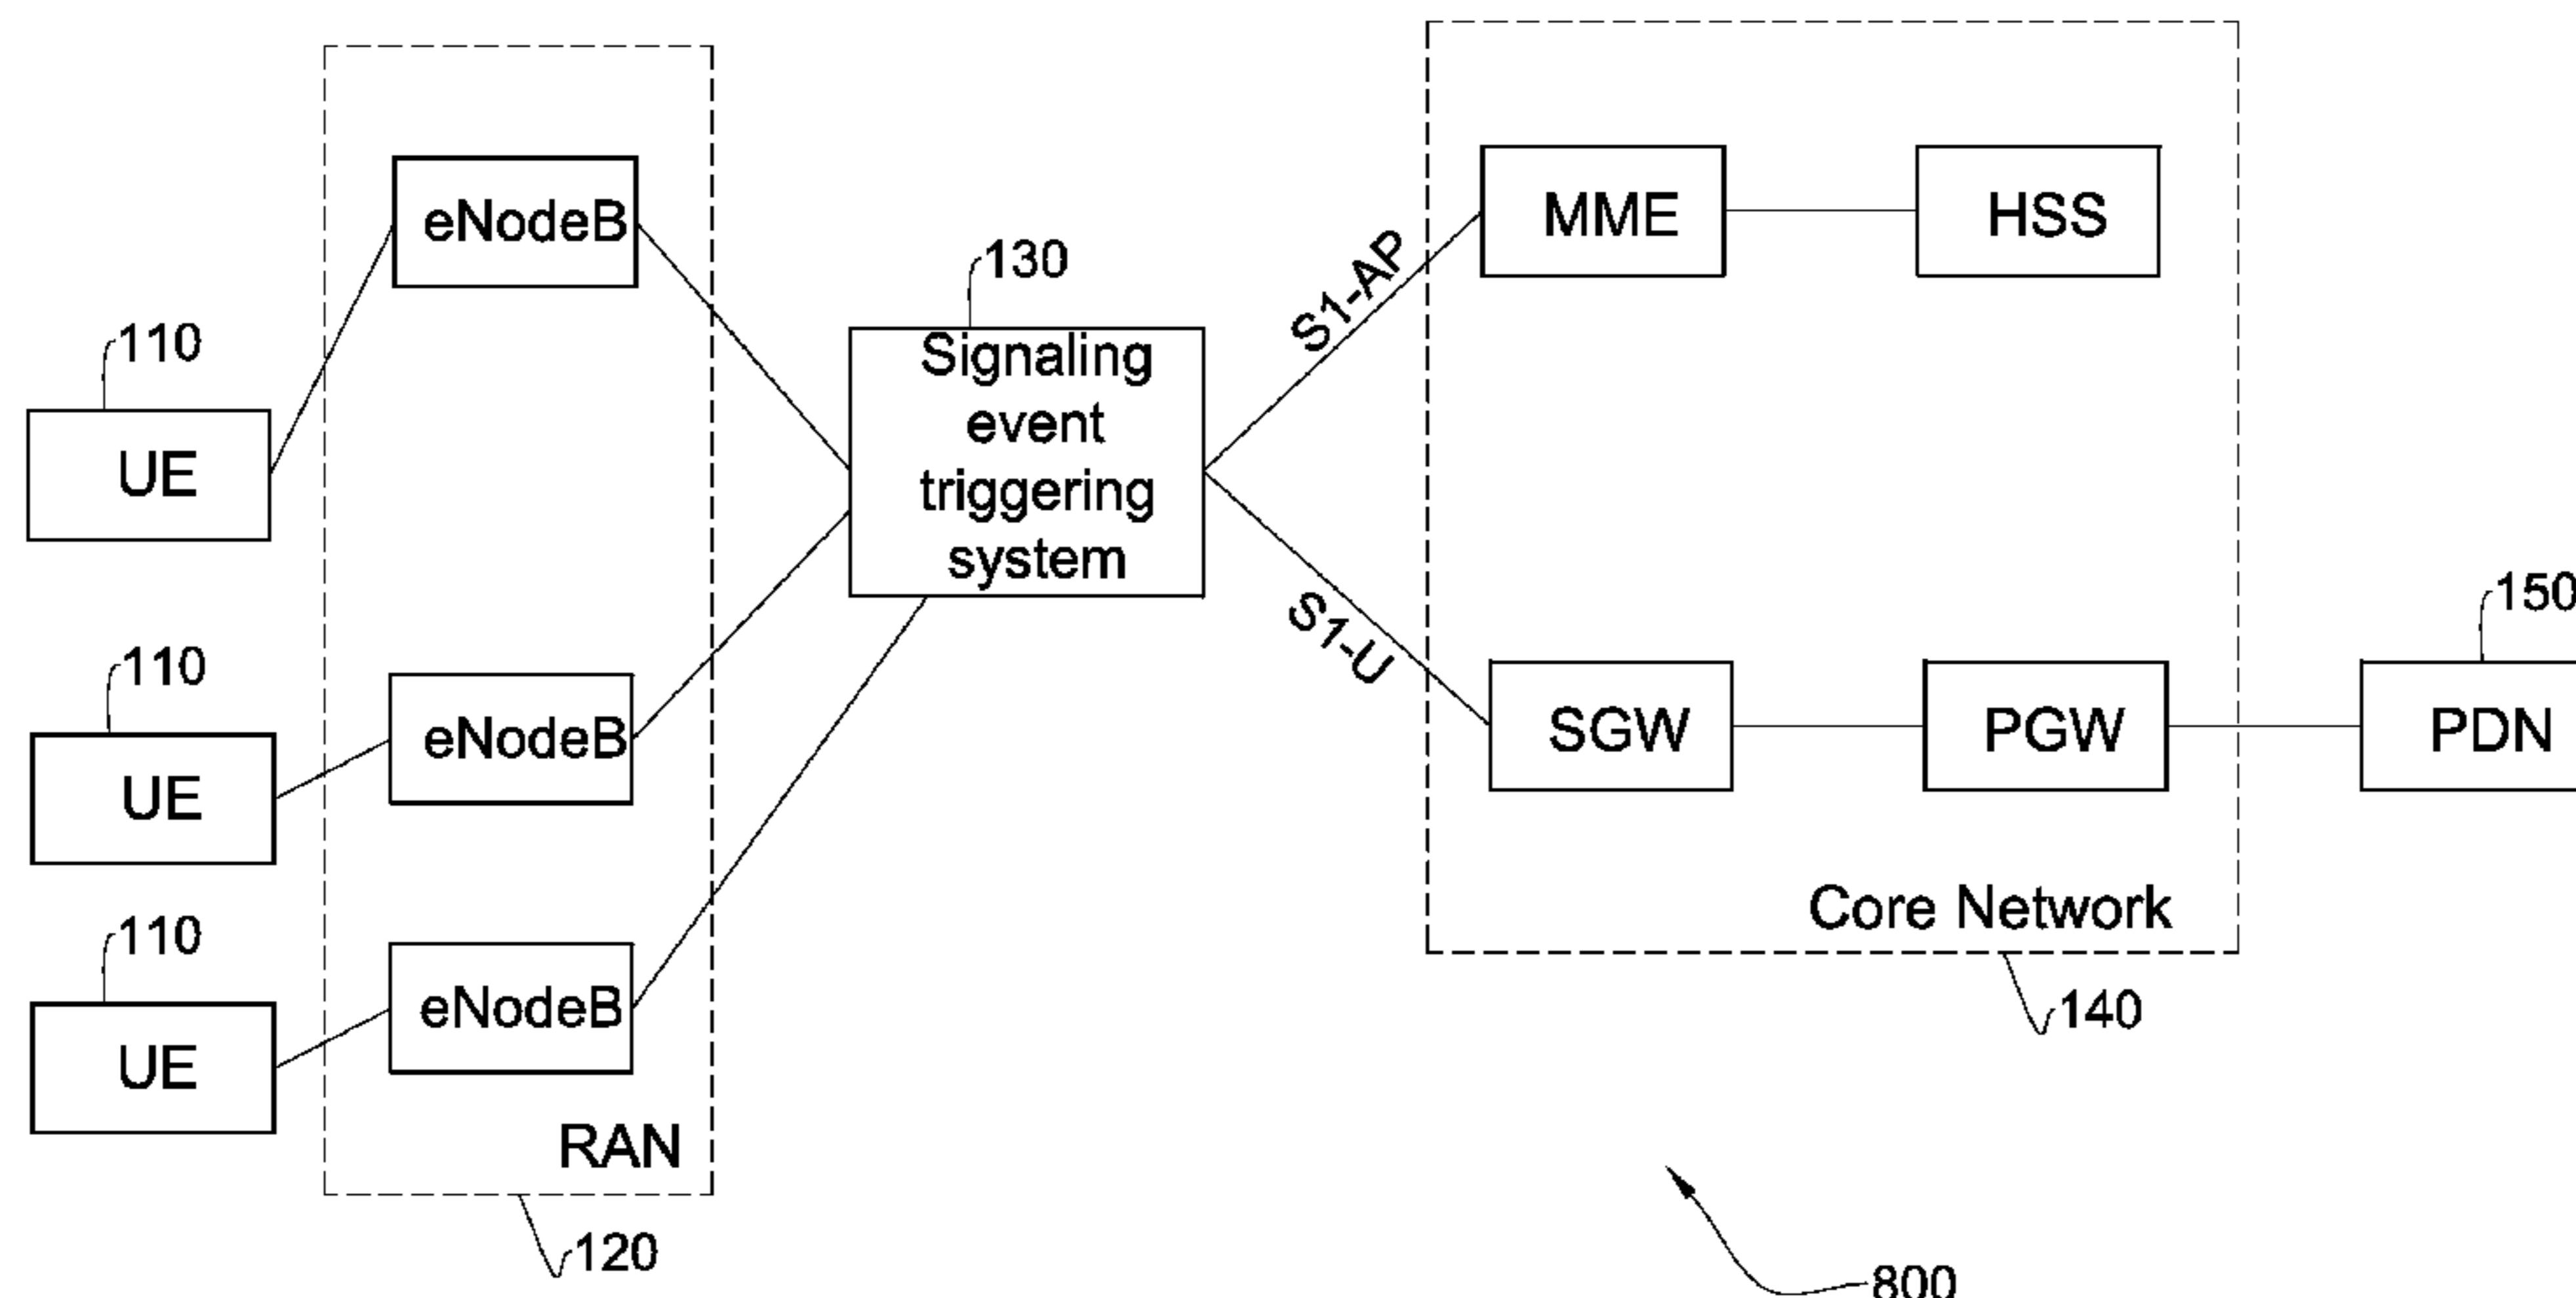 eNodeB
MME
HSS
130
S1-AP
110
Signaling
event
triggering
system
UE
150
S1-U
110
eNodeB
SGW
PGW
PDN
UE
Core Network
110
eNodeB
140
UE
RAN
120
800